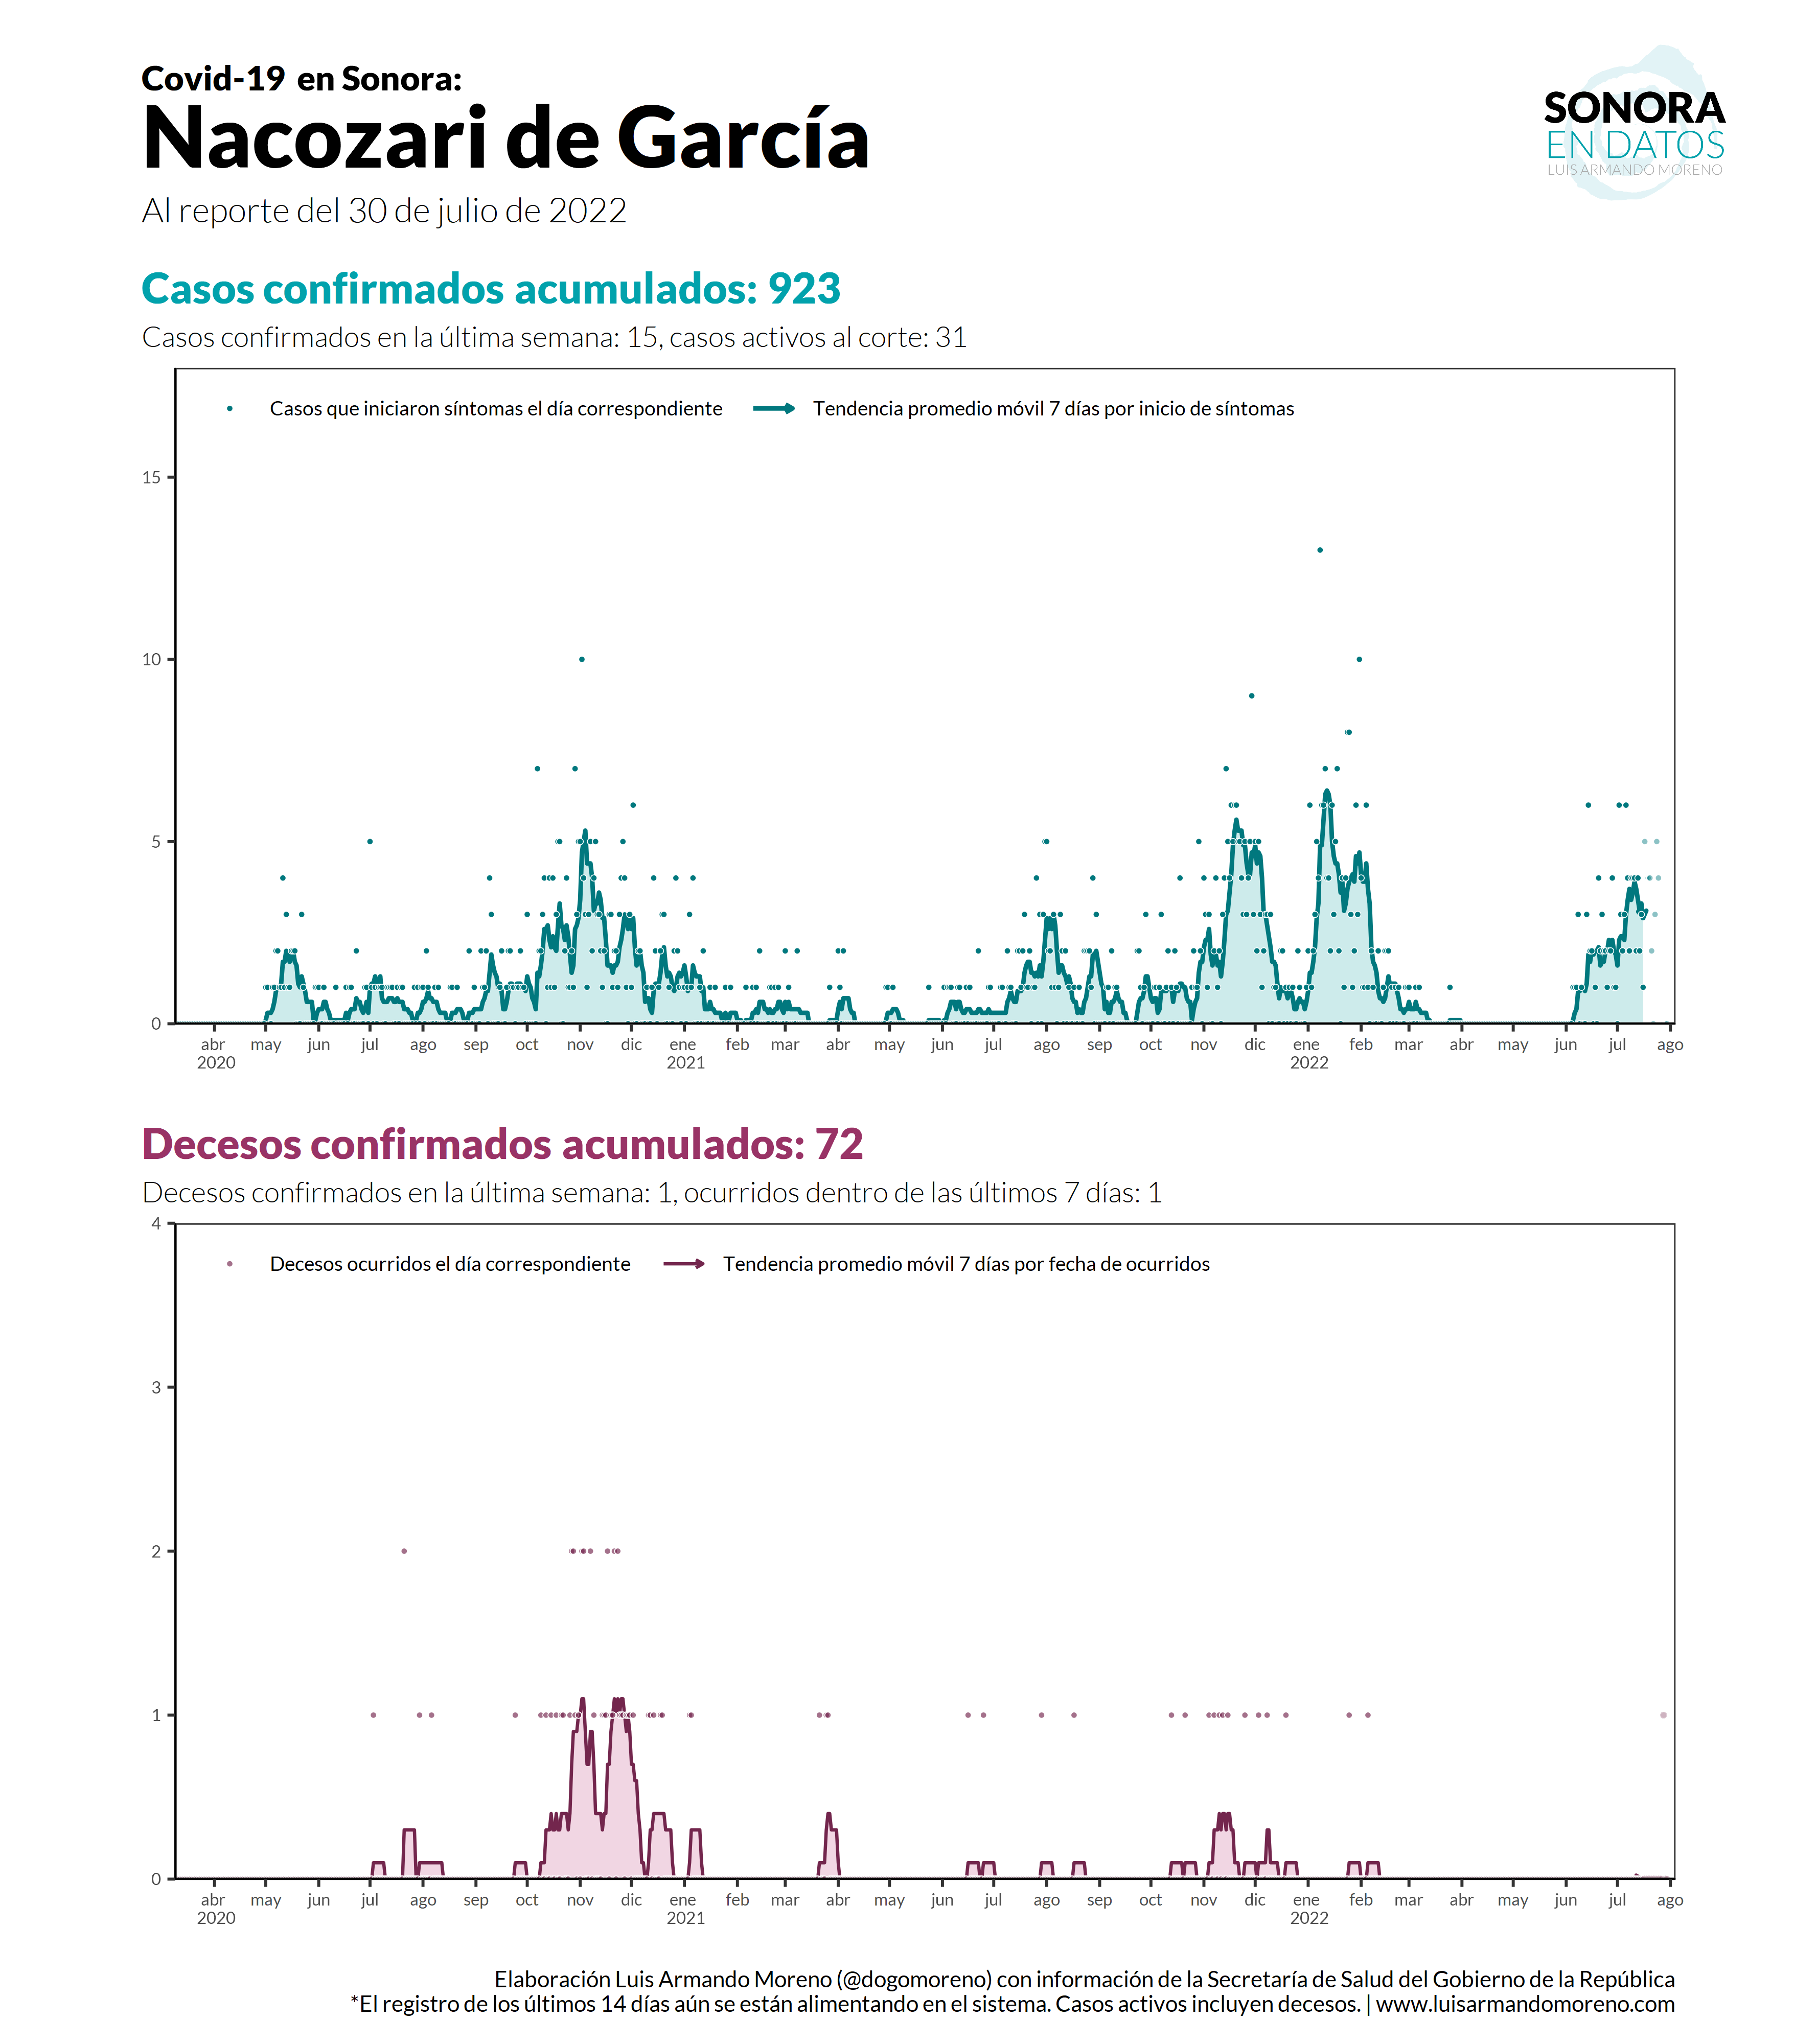 Covid-19 en Sonora:
Nacozari de García
Al reporte del 30 de julio de 2022
SONORA
EN DATOS
LUIS ARMANDO MORENO
Casos confirmados acumulados: 923
Casos confirmados en la última semana: 15, casos activos al corte: 31
Casos que iniciaron síntomas el día correspondiente
Tendencia promedio móvil 7 días por inicio de síntomas
15
10
5
0
abr may jun jul ago sep oct nov dic ene feb mar abr may jun jul ago sep oct nov dic ene feb mar abr may jun jul ago
2020 2021 2022
Decesos confirmados acumulados: 72
Decesos confirmados en la última semana: 1, ocurridos dentro de las últimos 7 días: 1
4
Decesos ocurridos el día correspondiente
Tendencia promedio móvil 7 días por fecha de ocurridos
3
2
1
0
abr may jun jul ago sep oct nov dic ene feb mar abr may jun jul ago sep oct nov dic ene feb mar abr may jun jul ago
2020 2021 2022
Elaboración Luis Armando Moreno (@dogomoreno) con información de la Secretaría de Salud del Gobierno de la República
*El registro de los últimos 14 días aún se están alimentando en el sistema. Casos activos incluyen decesos. | www.luisarmandomoreno.com